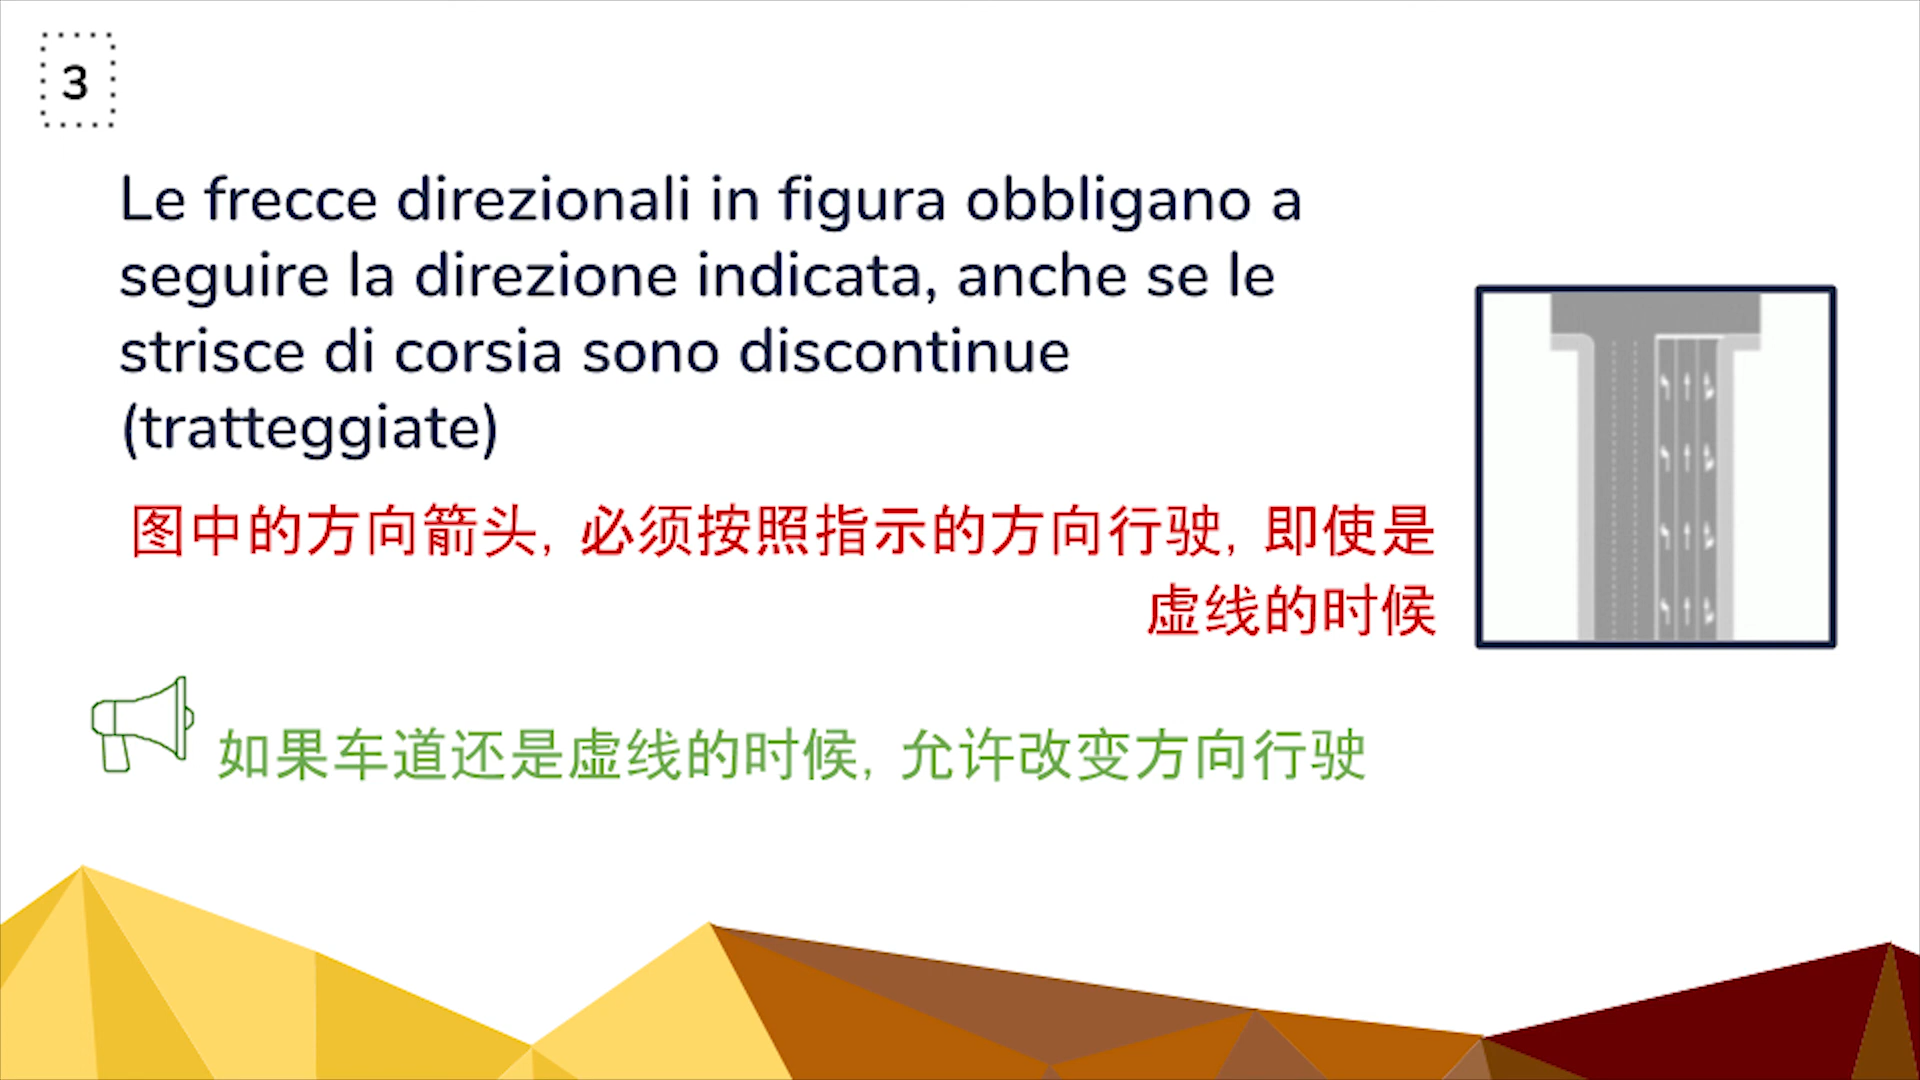 3
Le frecce direzionali in figura obbligano a
seguire la direzione indicata, anche se le
strisce di corsia sono discontinue
(tratteggiate)
图中的方向箭头, 必须按照指示的方向行驶, 即使是
虚线的时候
如果车道还是虚线的时候, 允许改变方向行驶